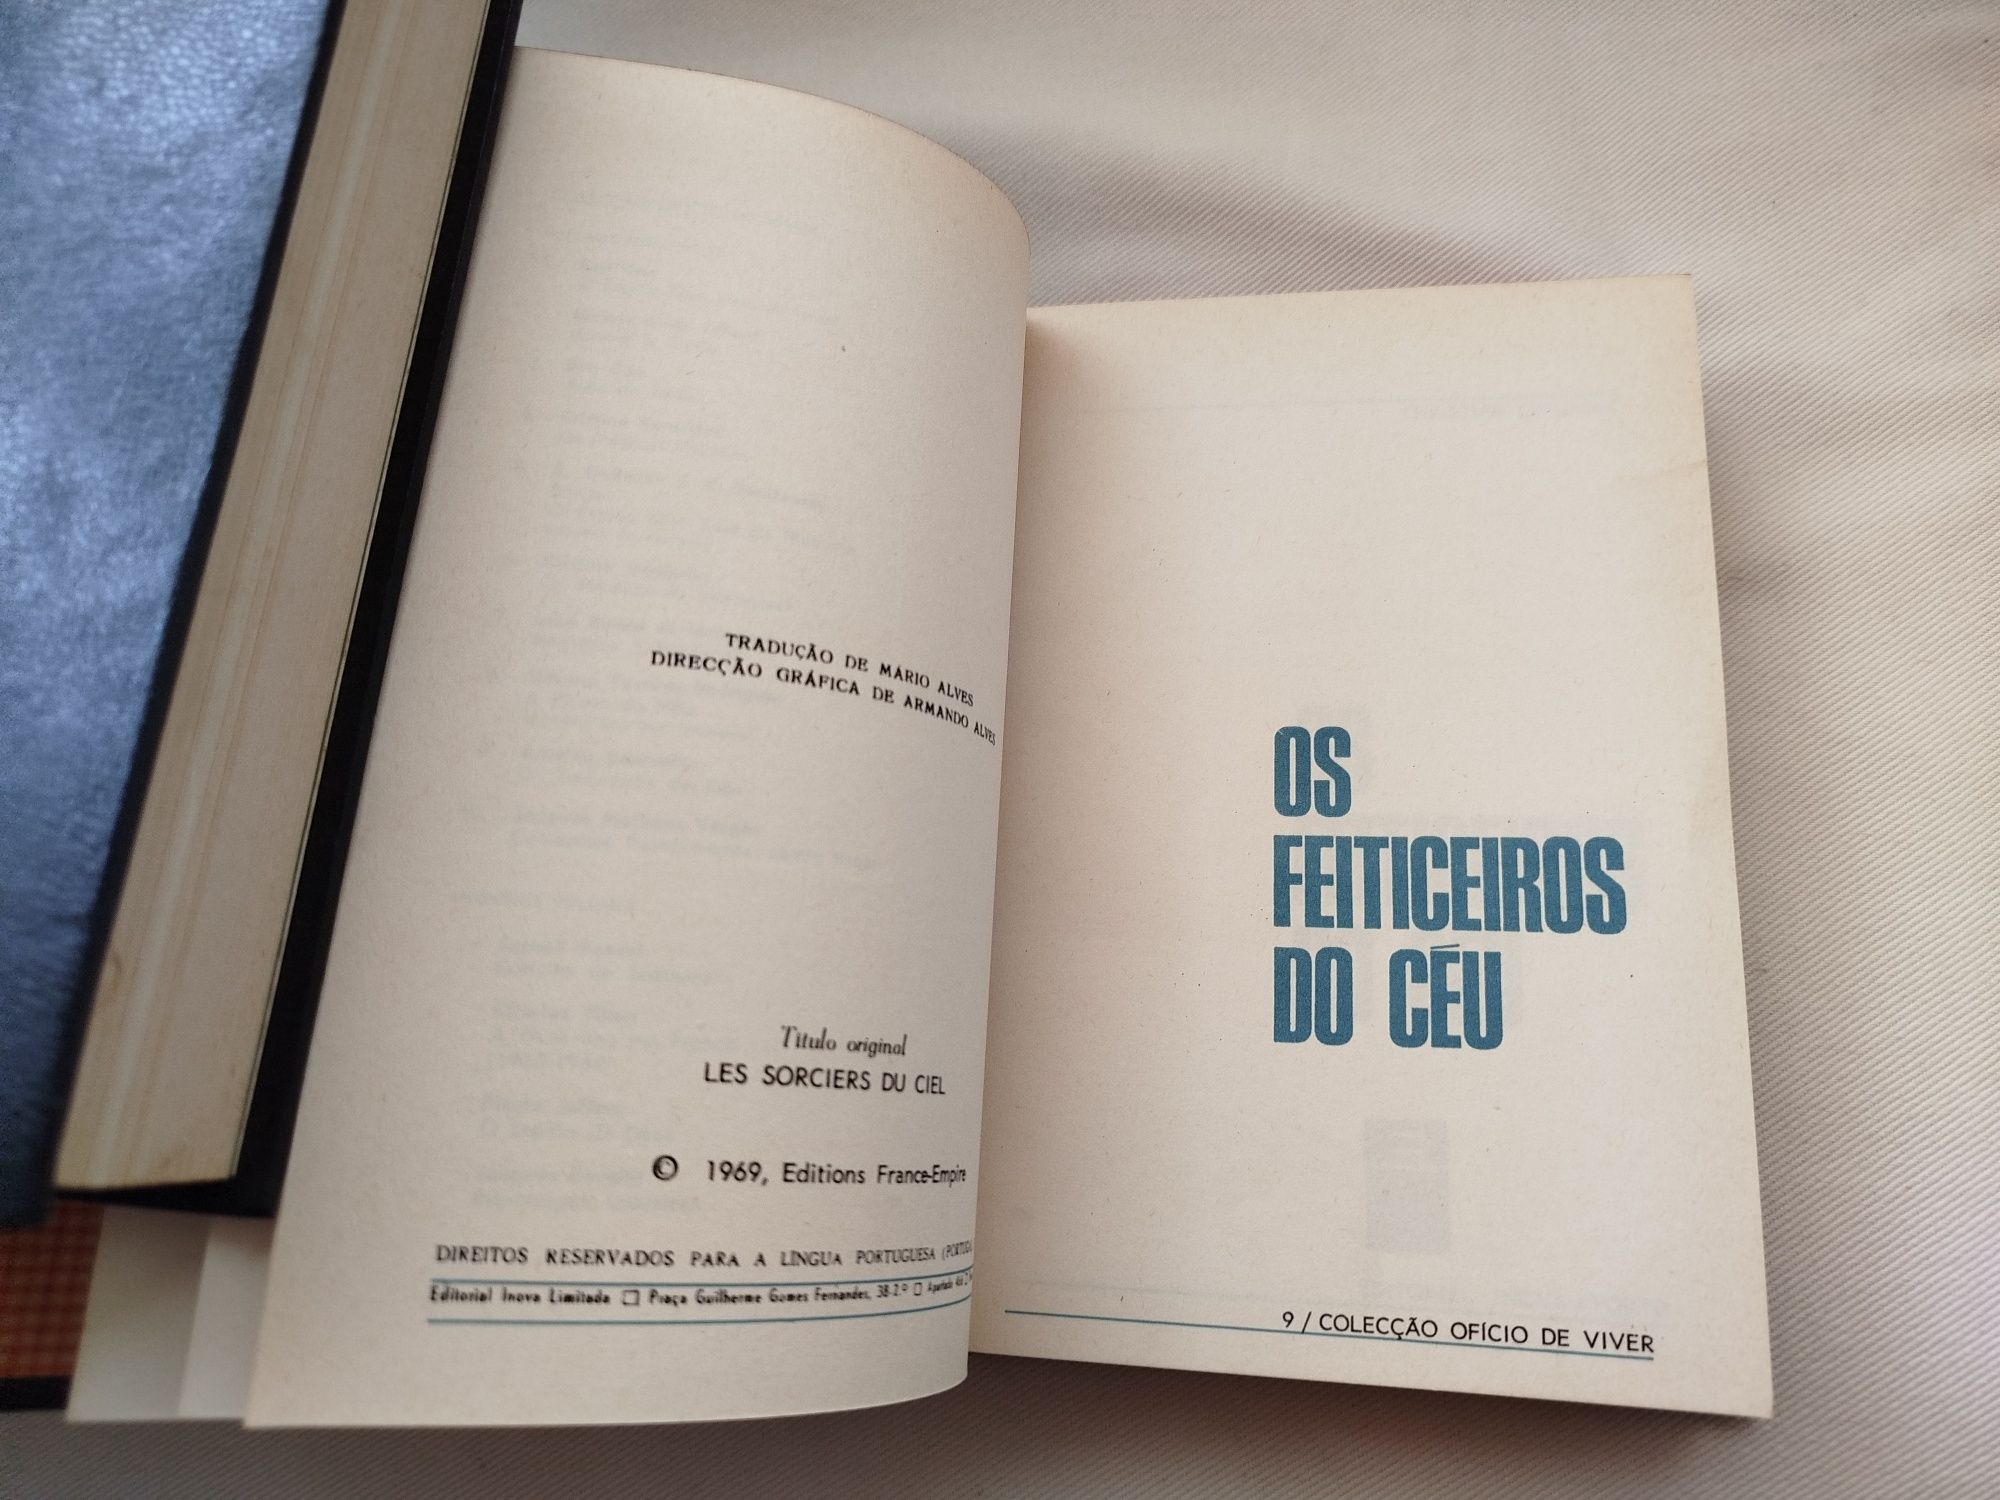 TRADUÇÃO DE MÁRIO ALVES
DIRECÇÃO GRÁFICA DE ARMANDO ALVES
Título original
LES SORCIERS DU CIEL
© 1969, Editions France-Empire
DIREITOS RESERVADOS PARA A LÍNGUA PORTUGUESA
Editorial Inova Limitada □ Praça Guilherme Gomes Fernandes, 38-2.º □ Apartado
OS
FEITICEIROS
DO CÉU
9 / COLECÇÃO OFÍCIO DE VIVER